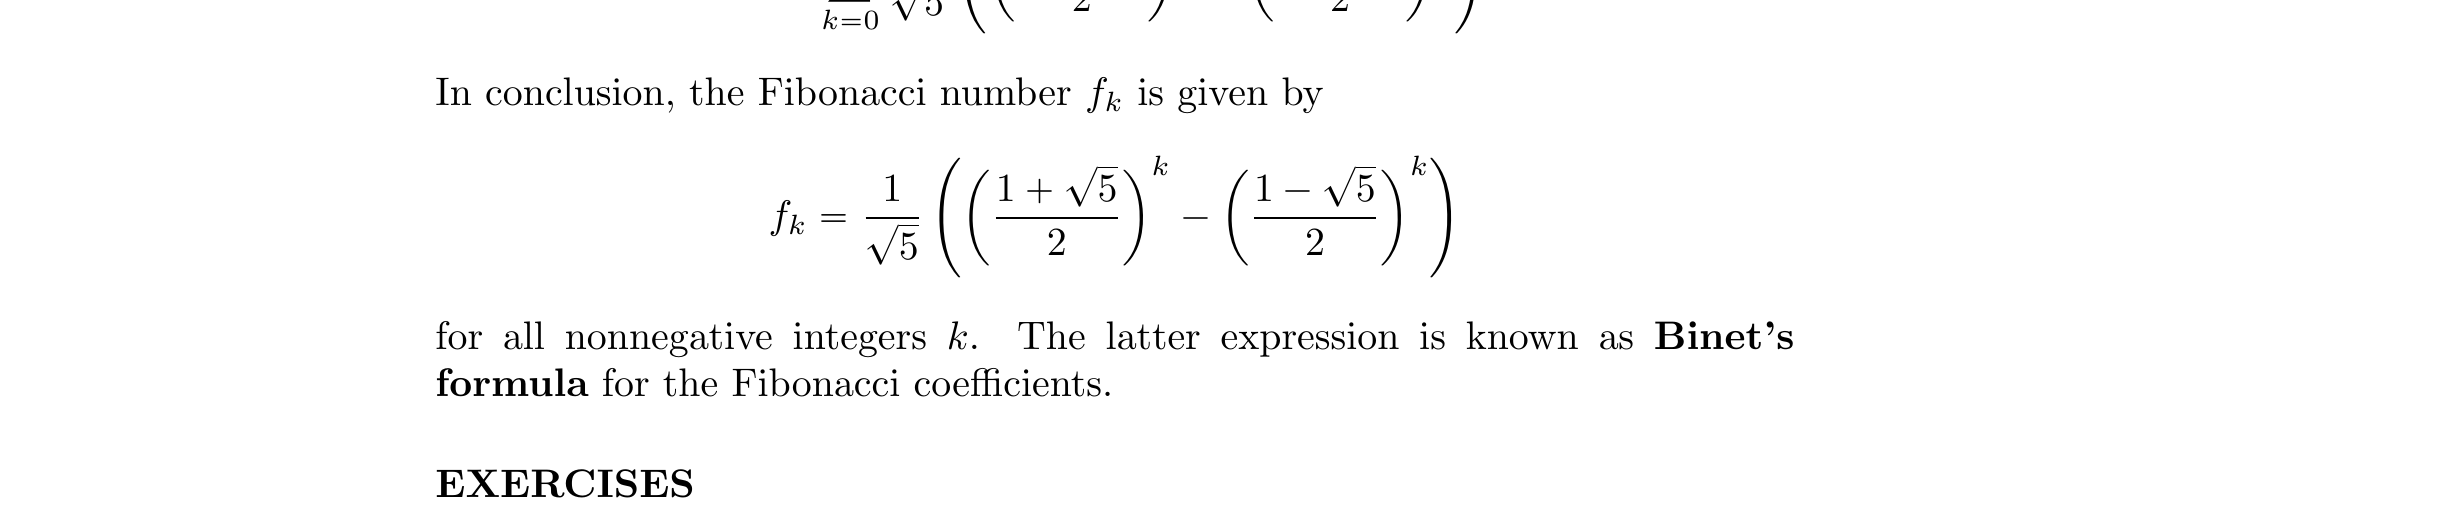 k=0
In conclusion, the Fibonacci number f_k is given by
f_k = \frac{1}{\sqrt{5}} \left( \left( \frac{1 + \sqrt{5}}{2} \right)^k - \left( \frac{1 - \sqrt{5}}{2} \right)^k \right)
for all nonnegative integers k. The latter expression is known as Binet’s
formula for the Fibonacci coefficients.
EXERCISES